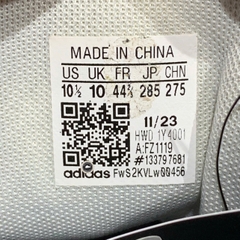 MADE IN CHINA
US UK FR JP CHN
10½ 10 44⅔ 285 275
11/23
HWD 1Y4001
A:FZ1119
#133797681
adidas FwS2KVLw00456